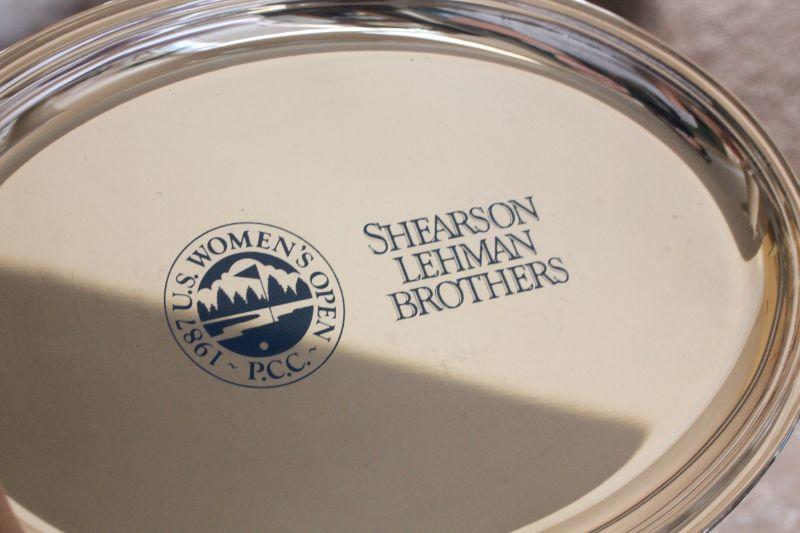 1987 U.S. WOMEN'S OPEN ~ P.C.C. ~
SHEARSON
LEHMAN
BROTHERS